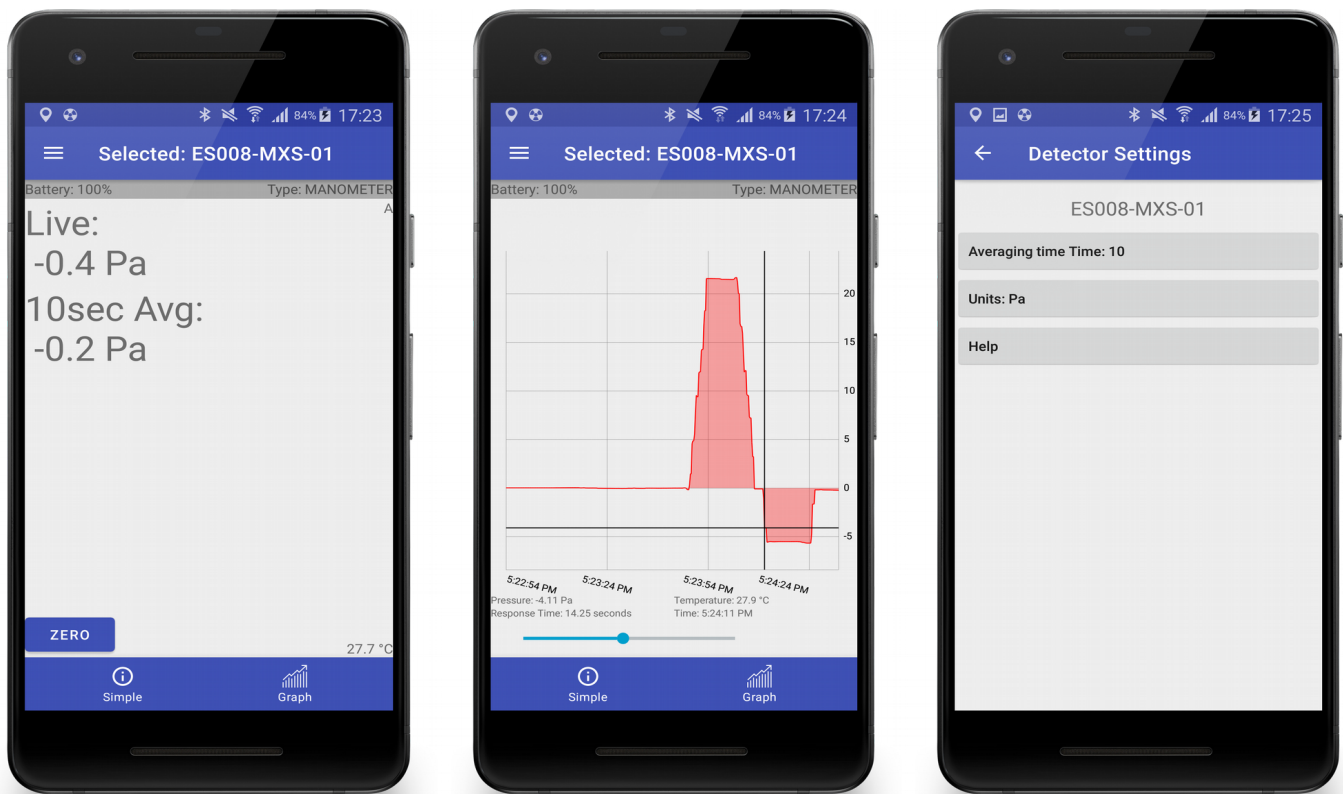 84% 17:23
Selected: ES008-MXS-01
Battery: 100% Type: MANOMETER
A
Live:
-0.4 Pa
10sec Avg:
-0.2 Pa
ZERO
27.7 °C
Simple Graph
84% 17:24
Selected: ES008-MXS-01
Battery: 100% Type: MANOMETER
20
15
10
5
0
-5
5:22:54 PM 5:23:24 PM 5:23:54 PM 5:24:24 PM
Pressure: -4.11 Pa Temperature: 27.9 °C
Response Time: 14.25 seconds Time: 5:24:11 PM
Simple Graph
84% 17:25
Detector Settings
ES008-MXS-01
Averaging time Time: 10
Units: Pa
Help